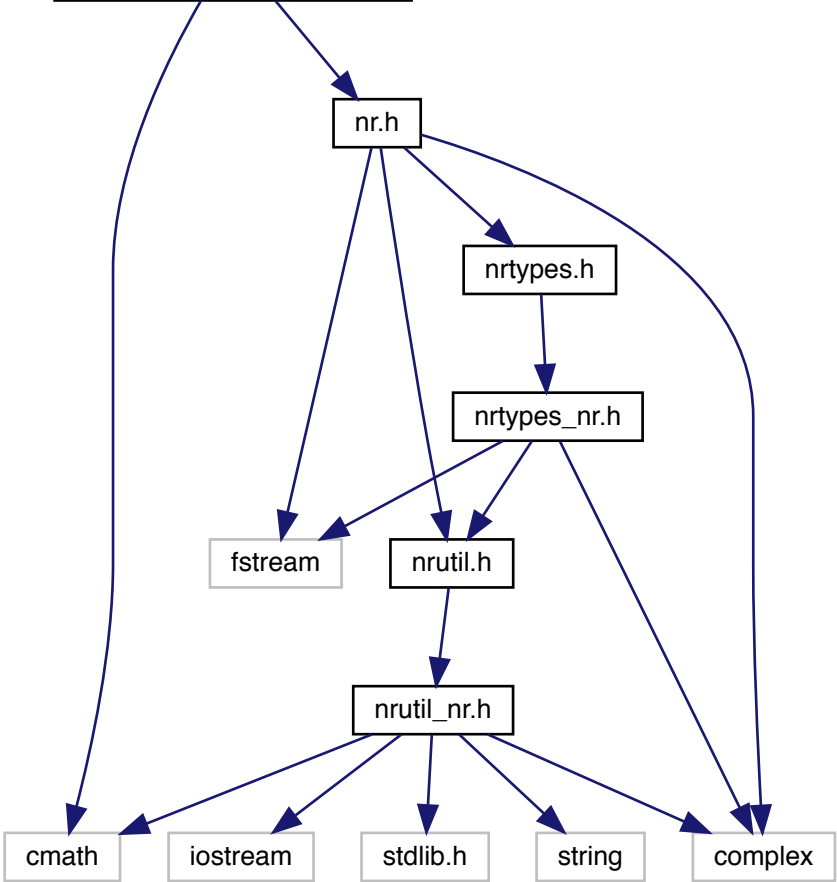 nr.h
nrtypes.h
nrtypes_nr.h
fstream
nrutil.h
nrutil_nr.h
cmath
iostream
stdlib.h
string
complex